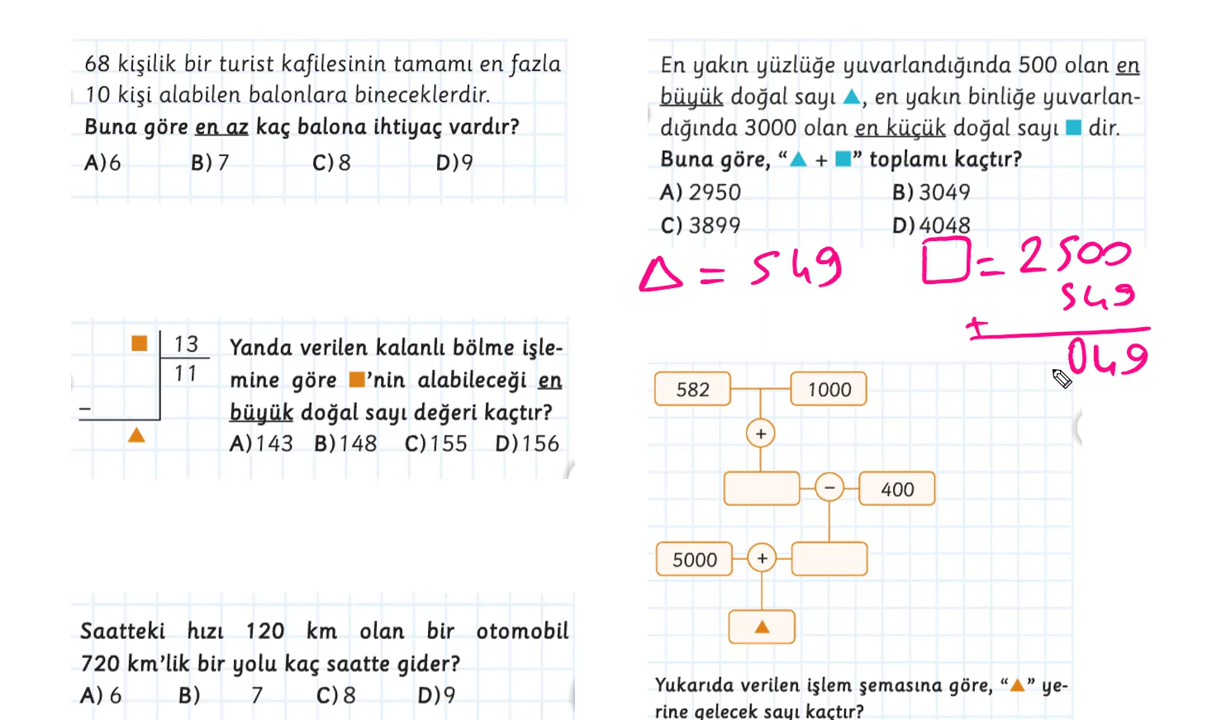 68 kişilik bir turist kafilesinin tamamı en fazla
10 kişi alabilen balonlara bineceklerdir.
Buna göre en az kaç balona ihtiyaç vardır?
A) 6 B) 7 C) 8 D) 9
■ 13
11
–
▲
Yanda verilen kalanlı bölme işle-
mine göre ■'nin alabileceği en
büyük doğal sayı değeri kaçtır?
A) 143 B) 148 C) 155 D) 156
Saatteki hızı 120 km olan bir otomobil
720 km'lik bir yolu kaç saatte gider?
A) 6 B) 7 C) 8 D) 9
En yakın yüzlüğe yuvarlandığında 500 olan en
büyük doğal sayı ▲, en yakın binliğe yuvarlan-
dığında 3000 olan en küçük doğal sayı ■ dir.
Buna göre, "▲ + ■" toplamı kaçtır?
A) 2950 B) 3049
C) 3899 D) 4048
△ = 549 □ = 2500
549
+
049
582 1000
+
– 400
5000 +
▲
Yukarıda verilen işlem şemasına göre, "▲" ye-
rine gelecek sayı kaçtır?